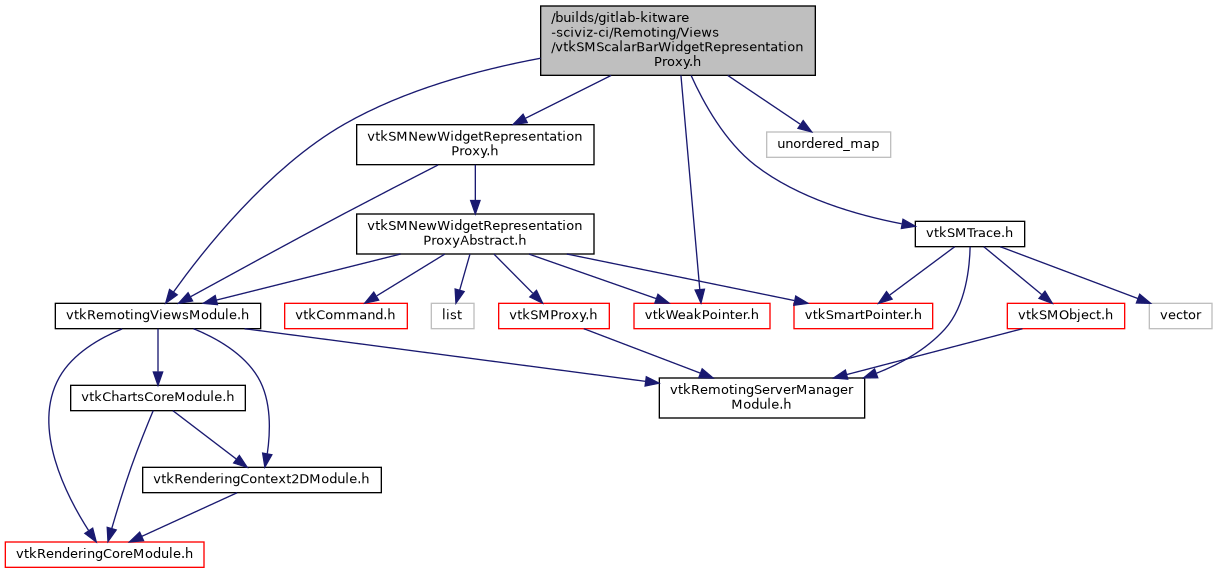 /builds/gitlab-kitware
-sciviz-ci/Remoting/Views
/vtkSMScalarBarWidgetRepresentation
Proxy.h
vtkSMNewWidgetRepresentation
Proxy.h
unordered_map
vtkSMNewWidgetRepresentation
ProxyAbstract.h
vtkSMTrace.h
vtkRemotingViewsModule.h
vtkCommand.h
list
vtkSMProxy.h
vtkWeakPointer.h
vtkSmartPointer.h
vtkSMObject.h
vector
vtkChartsCoreModule.h
vtkRemotingServerManager
Module.h
vtkRenderingContext2DModule.h
vtkRenderingCoreModule.h